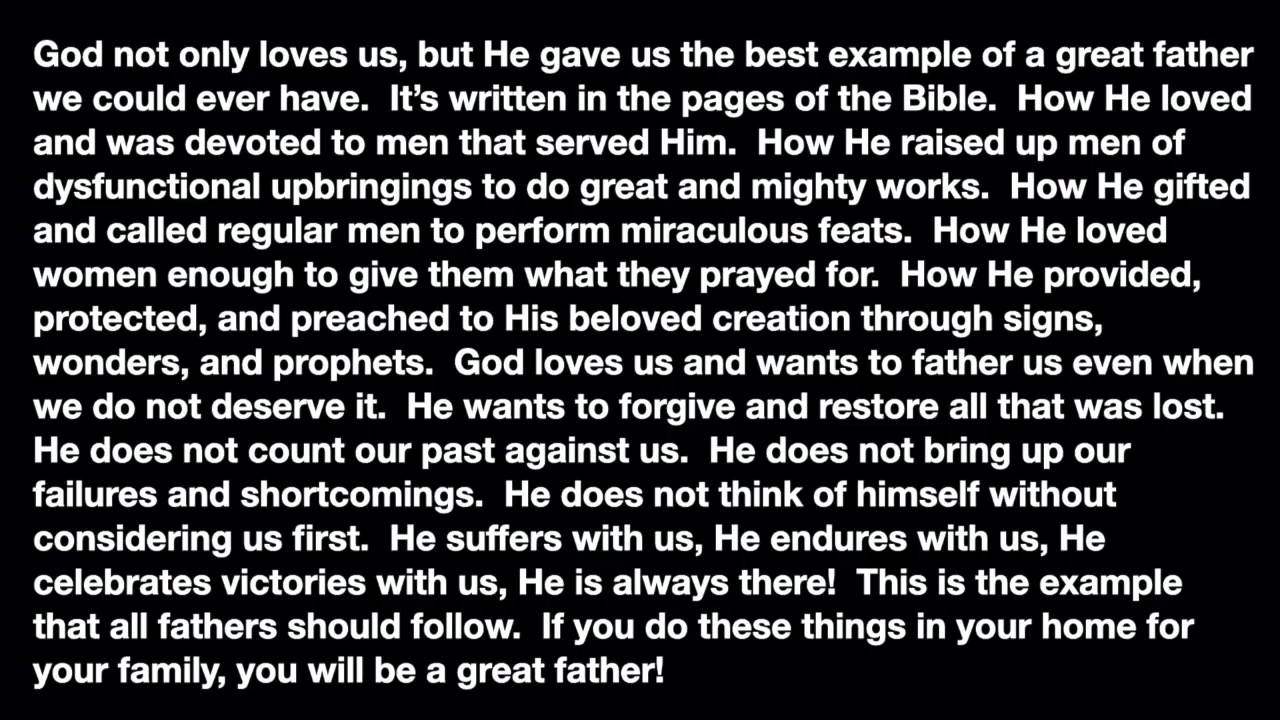 God not only loves us, but He gave us the best example of a great father
we could ever have.  It’s written in the pages of the Bible.  How He loved
and was devoted to men that served Him.  How He raised up men of
dysfunctional upbringings to do great and mighty works.  How He gifted
and called regular men to perform miraculous feats.  How He loved
women enough to give them what they prayed for.  How He provided,
protected, and preached to His beloved creation through signs,
wonders, and prophets.  God loves us and wants to father us even when
we do not deserve it.  He wants to forgive and restore all that was lost.
He does not count our past against us.  He does not bring up our
failures and shortcomings.  He does not think of himself without
considering us first.  He suffers with us, He endures with us, He
celebrates victories with us, He is always there!  This is the example
that all fathers should follow.  If you do these things in your home for
your family, you will be a great father!